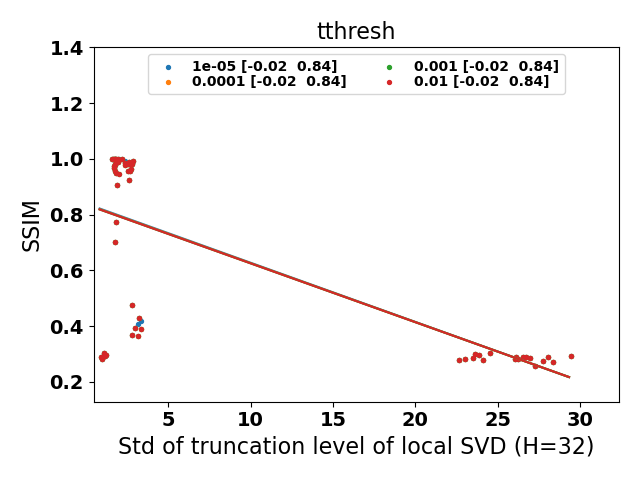 tthresh
1e-05 [-0.02  0.84]
0.0001 [-0.02  0.84]
0.001 [-0.02  0.84]
0.01 [-0.02  0.84]
SSIM
1.4
1.2
1.0
0.8
0.6
0.4
0.2
5 10 15 20 25 30
Std of truncation level of local SVD (H=32)